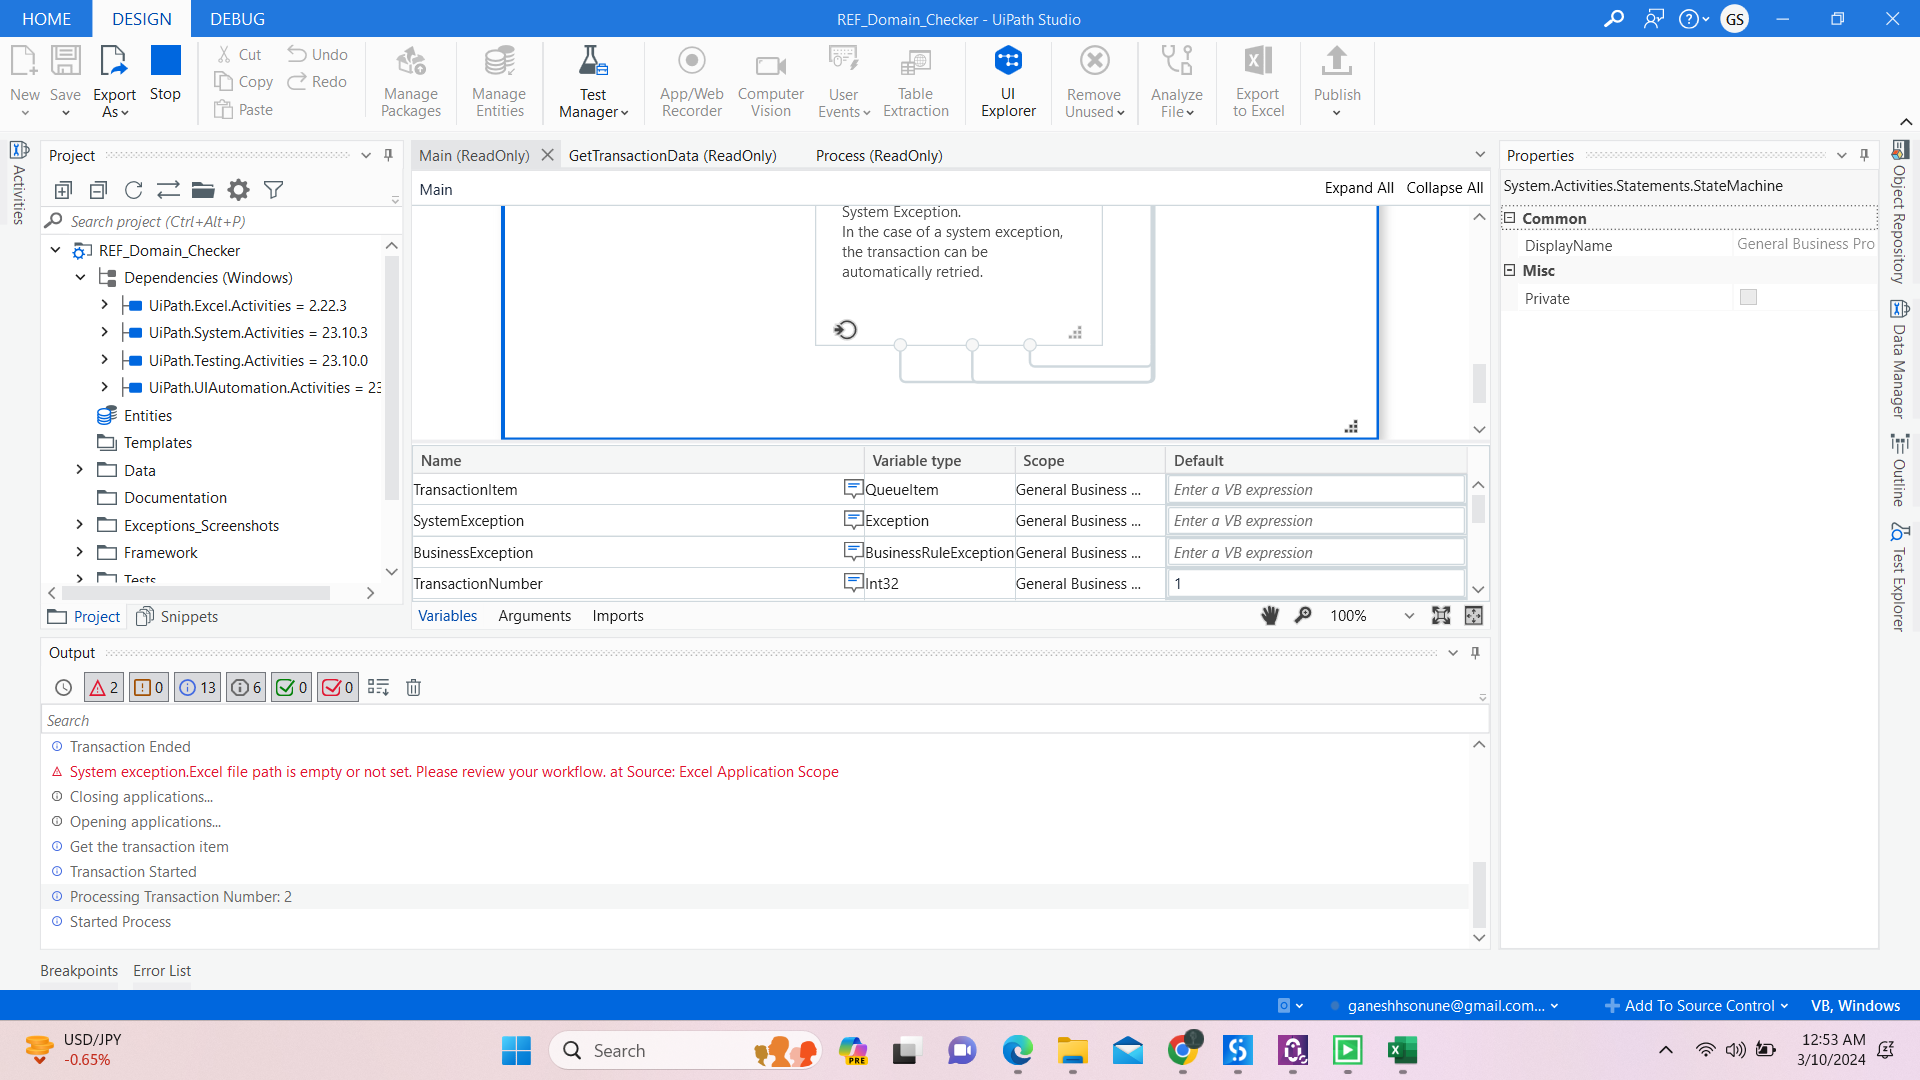 HOME DESIGN DEBUG REF_Domain_Checker - UiPath Studio GS
New Save Export As Stop Cut Copy Paste Undo Redo
Manage Packages
Manage Entities
Test Manager
App/Web Recorder
Computer Vision
User Events
Table Extraction
UI Explorer
Remove Unused
Analyze File
Export to Excel
Publish
Activities
Project
Search project (Ctrl+Alt+P)
REF_Domain_Checker
Dependencies (Windows)
UiPath.Excel.Activities = 2.22.3
UiPath.System.Activities = 23.10.3
UiPath.Testing.Activities = 23.10.0
UiPath.UIAutomation.Activities = 23
Entities
Templates
Data
Documentation
Exceptions_Screenshots
Framework
Tests
Project Snippets
Main (ReadOnly) GetTransactionData (ReadOnly) Process (ReadOnly)
Main Expand All Collapse All
System Exception.
In the case of a system exception,
the transaction can be
automatically retried.
Name Variable type Scope Default
TransactionItem QueueItem General Business ... Enter a VB expression
SystemException Exception General Business ... Enter a VB expression
BusinessException BusinessRuleException General Business ... Enter a VB expression
TransactionNumber Int32 General Business ... 1
Variables Arguments Imports 100%
Properties
System.Activities.Statements.StateMachine
Common
DisplayName General Business Pro
Misc
Private
Object Repository
Data Manager
Outline
Test Explorer
Output
2 0 13 6 0 0
Search
Transaction Ended
System exception.Excel file path is empty or not set. Please review your workflow. at Source: Excel Application Scope
Closing applications...
Opening applications...
Get the transaction item
Transaction Started
Processing Transaction Number: 2
Started Process
Breakpoints Error List
ganeshhsonune@gmail.com... Add To Source Control VB, Windows
USD/JPY
-0.65%
Search
PRE
12:53 AM
3/10/2024